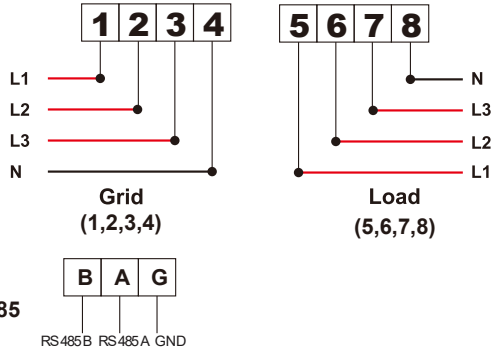 1 2 3 4
5 6 7 8
L1
L2
L3
N
N
L3
L2
L1
Grid
(1,2,3,4)
Load
(5,6,7,8)
B A G
85
RS485B RS485A GND